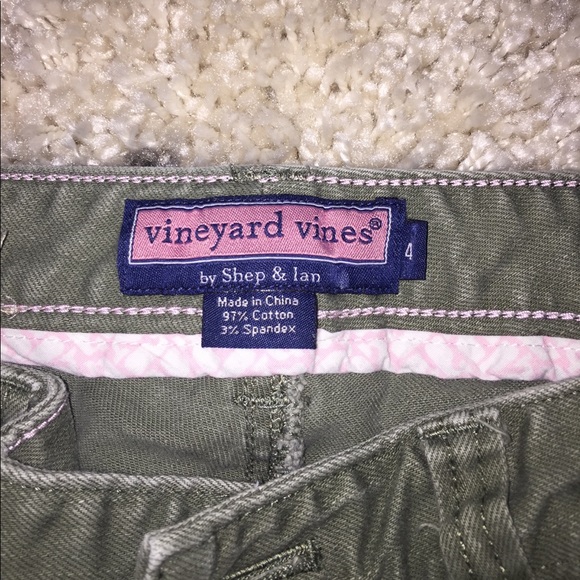 vineyard vines®
by Shep & Ian
4
Made in China
97% Cotton
3% Spandex